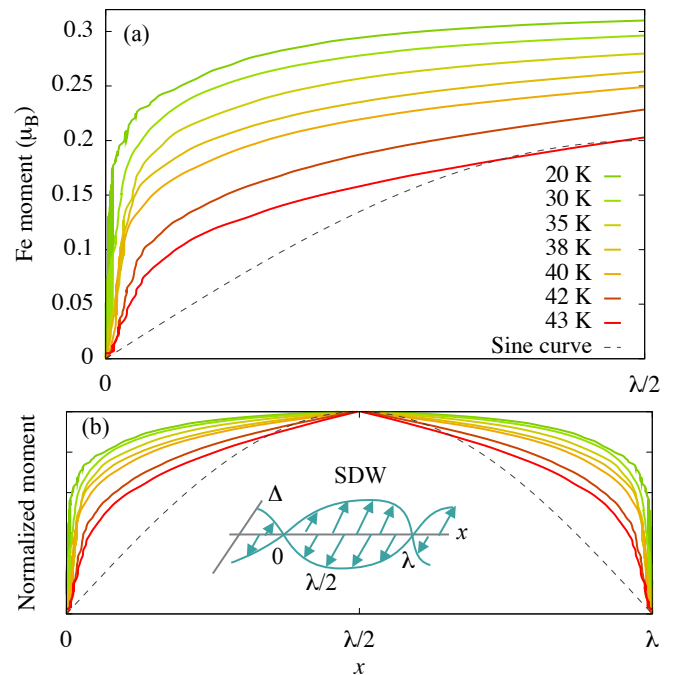 (a)
0.3
0.25
0.2
0.15
0.1
0.05
0
Fe moment (μB)
20 K
30 K
35 K
38 K
40 K
42 K
43 K
Sine curve
0 λ/2
(b)
Normalized moment
SDW
Δ
x
0 λ
λ/2
0 λ/2 λ
x